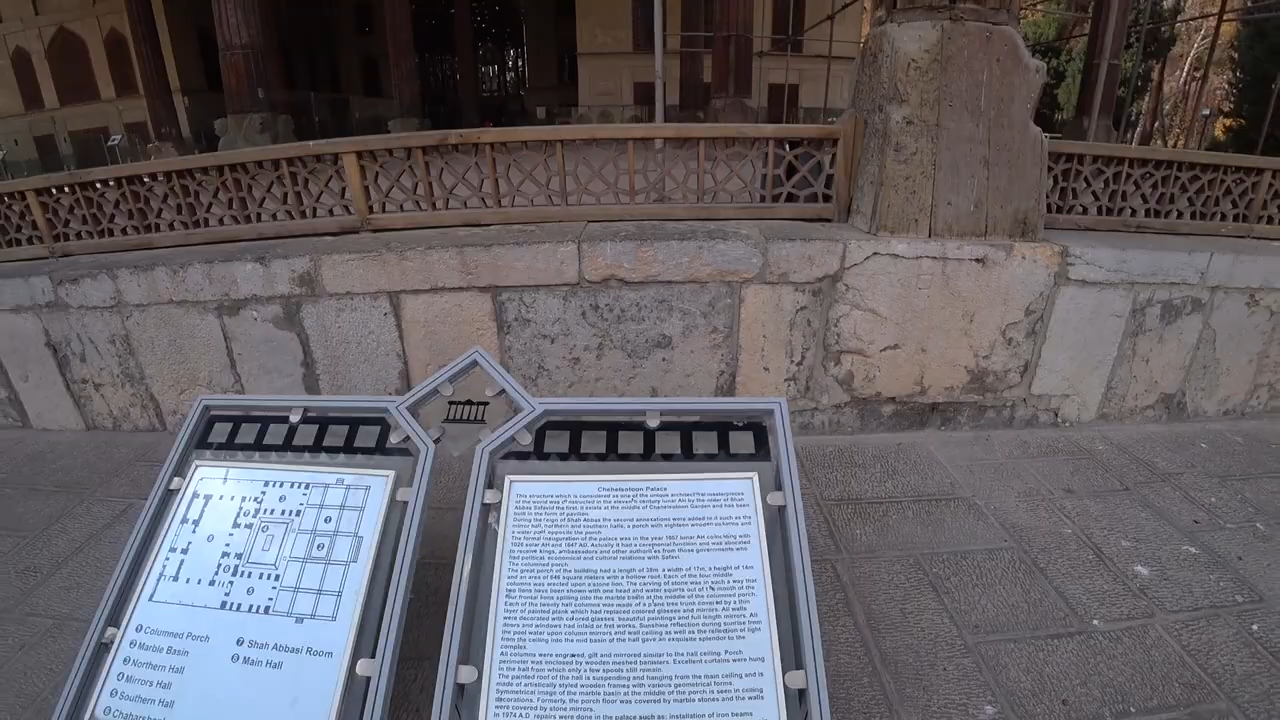 ① Columned Porch
② Marble Basin
③ Northern Hall
④ Mirrors Hall
⑤ Southern Hall
⑦ Shah Abbasi Room
⑧ Main Hall
Chehelsotoon Palace
This structure which is considered as one of the unique architectural masterpieces
of the world was constructed in the eleventh century lunar AH by the order of Shah
Abbas Safavid the first. It exists at the middle of Chehelsotoon Garden and has been
built in the form of pavilion.
During the reign of Shah Abbas the second annexations were added to it such as the
mirror hall, northern and southern halls, a porch with eighteen wooden columns and
a water pool opposite the porch.
The formal inauguration of the palace was in the year 1057 lunar AH coinciding with
1026 solar AH and 1647 AD. Actually it had a ceremonial function and was allocated
to receive kings, ambassadors and other authorities from those governments who
had political, economical and cultural relations with Safavi.
The columned porch
The great porch of the building had a length of 38m a width of 17m, a height of 14m
and an area of 646 square meters with a hollow roof. Each of the four middle
columns was erected upon a stone lion. The carving of stone was in such a way that
two lions have been shown with one head and water squirts out of the mouth of the
four frontal lions spilling into the marble basin at the middle of the columned porch.
Each of the twenty hall columns was made of a plane tree trunk covered by a thin
layer of painted plank which had replaced colored glasses and mirrors. All walls
were decorated with colored glasses, beautiful paintings and full length mirrors. All
doors and windows had inlaid or fret works. Sunshine reflection during sunrise from
the pool water upon column mirrors and wall ceiling as well as the reflection of light
from the ceiling into the mid basin of the hall gave an exquisite splendor to the
complex.
All columns were engraved, gilt and mirrored similar to the hall ceiling. Porch
perimeter was enclosed by wooden meshed banisters. Excellent curtains were hung
in the hall from which only a few spools still remain.
The painted roof of the hall is suspending and hanging from the main ceiling and is
made of artistically styled wooden frames with various geometrical forms.
Symmetrical image of the marble basin at the middle of the porch is seen in ceiling
decorations. Formerly, the porch floor was covered by marble stones and the walls
were covered by stone mirrors.
In 1974 A.D repairs were done in the palace such as: installation of iron beams